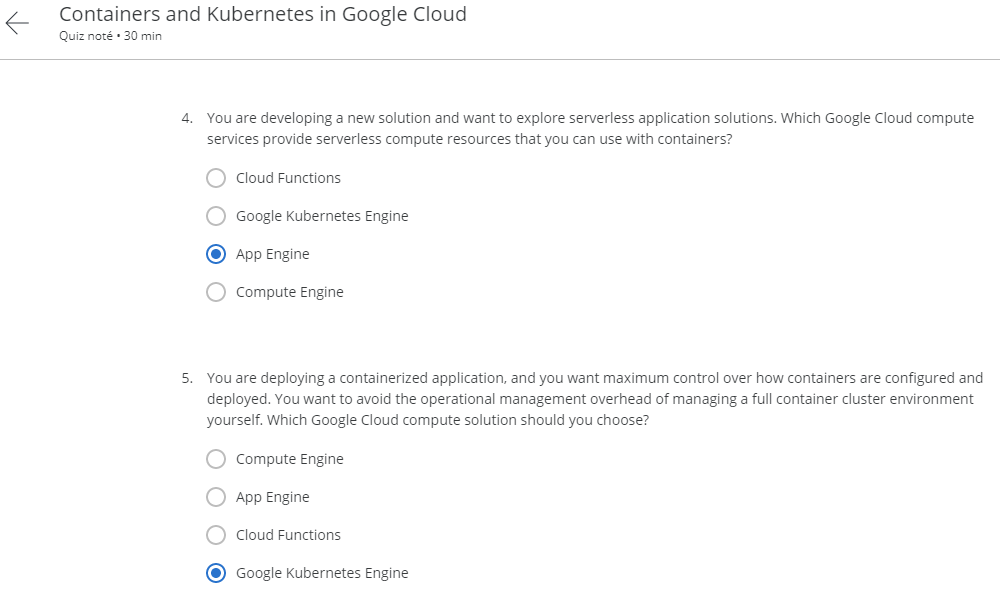 Containers and Kubernetes in Google Cloud
Quiz noté • 30 min
4. You are developing a new solution and want to explore serverless application solutions. Which Google Cloud compute
services provide serverless compute resources that you can use with containers?
Cloud Functions
Google Kubernetes Engine
App Engine
Compute Engine
5. You are deploying a containerized application, and you want maximum control over how containers are configured and
deployed. You want to avoid the operational management overhead of managing a full container cluster environment
yourself. Which Google Cloud compute solution should you choose?
Compute Engine
App Engine
Cloud Functions
Google Kubernetes Engine